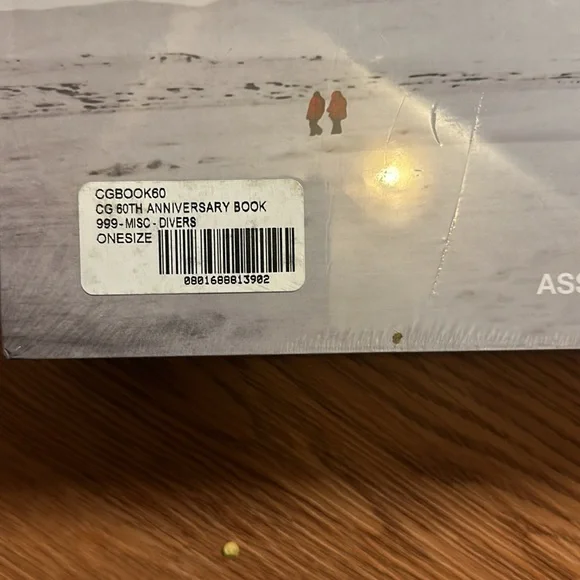 CGBOOK60
CG 60TH ANNIVERSARY BOOK
999-MISC - DIVERS
ONESIZE
0801688813902
ASS